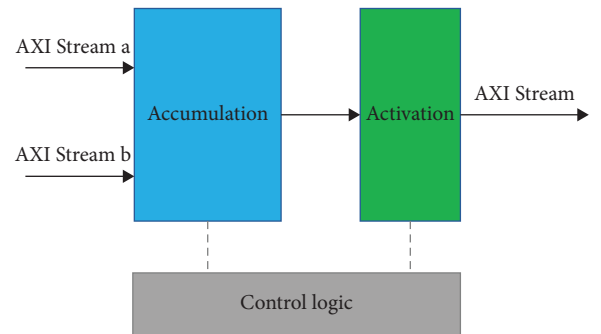 AXI Stream a
AXI Stream b
Accumulation
Activation
AXI Stream
Control logic